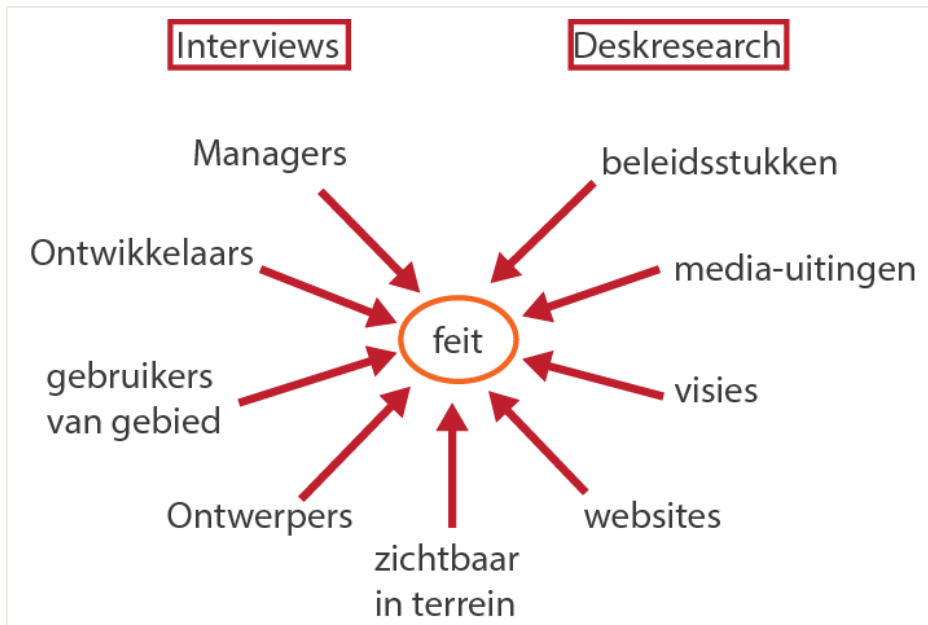 Interviews
Deskresearch
Managers
beleidsstukken
Ontwikkelaars
media-uitingen
feit
gebruikers
van gebied
visies
Ontwerpers
websites
zichtbaar
in terrein